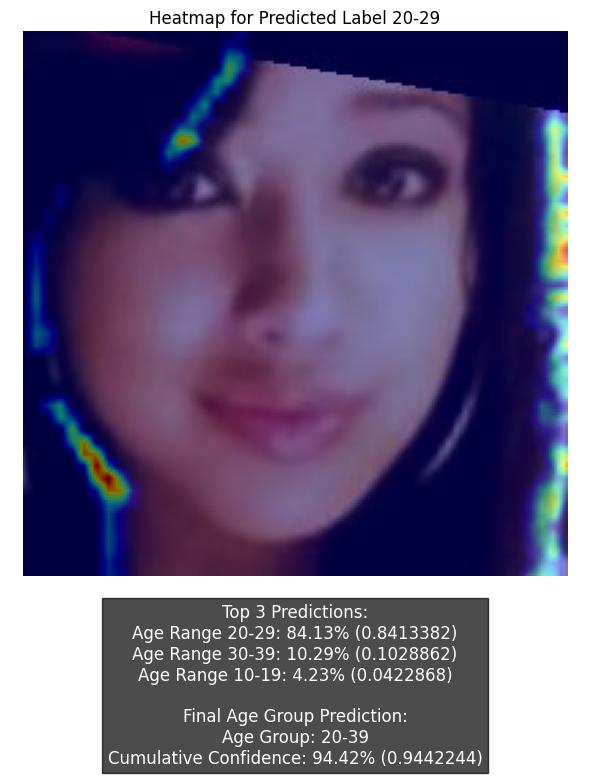 Heatmap for Predicted Label 20-29
Top 3 Predictions:
Age Range 20-29: 84.13% (0.8413382)
Age Range 30-39: 10.29% (0.1028862)
Age Range 10-19: 4.23% (0.0422868)
Final Age Group Prediction:
Age Group: 20-39
Cumulative Confidence: 94.42% (0.9442244)